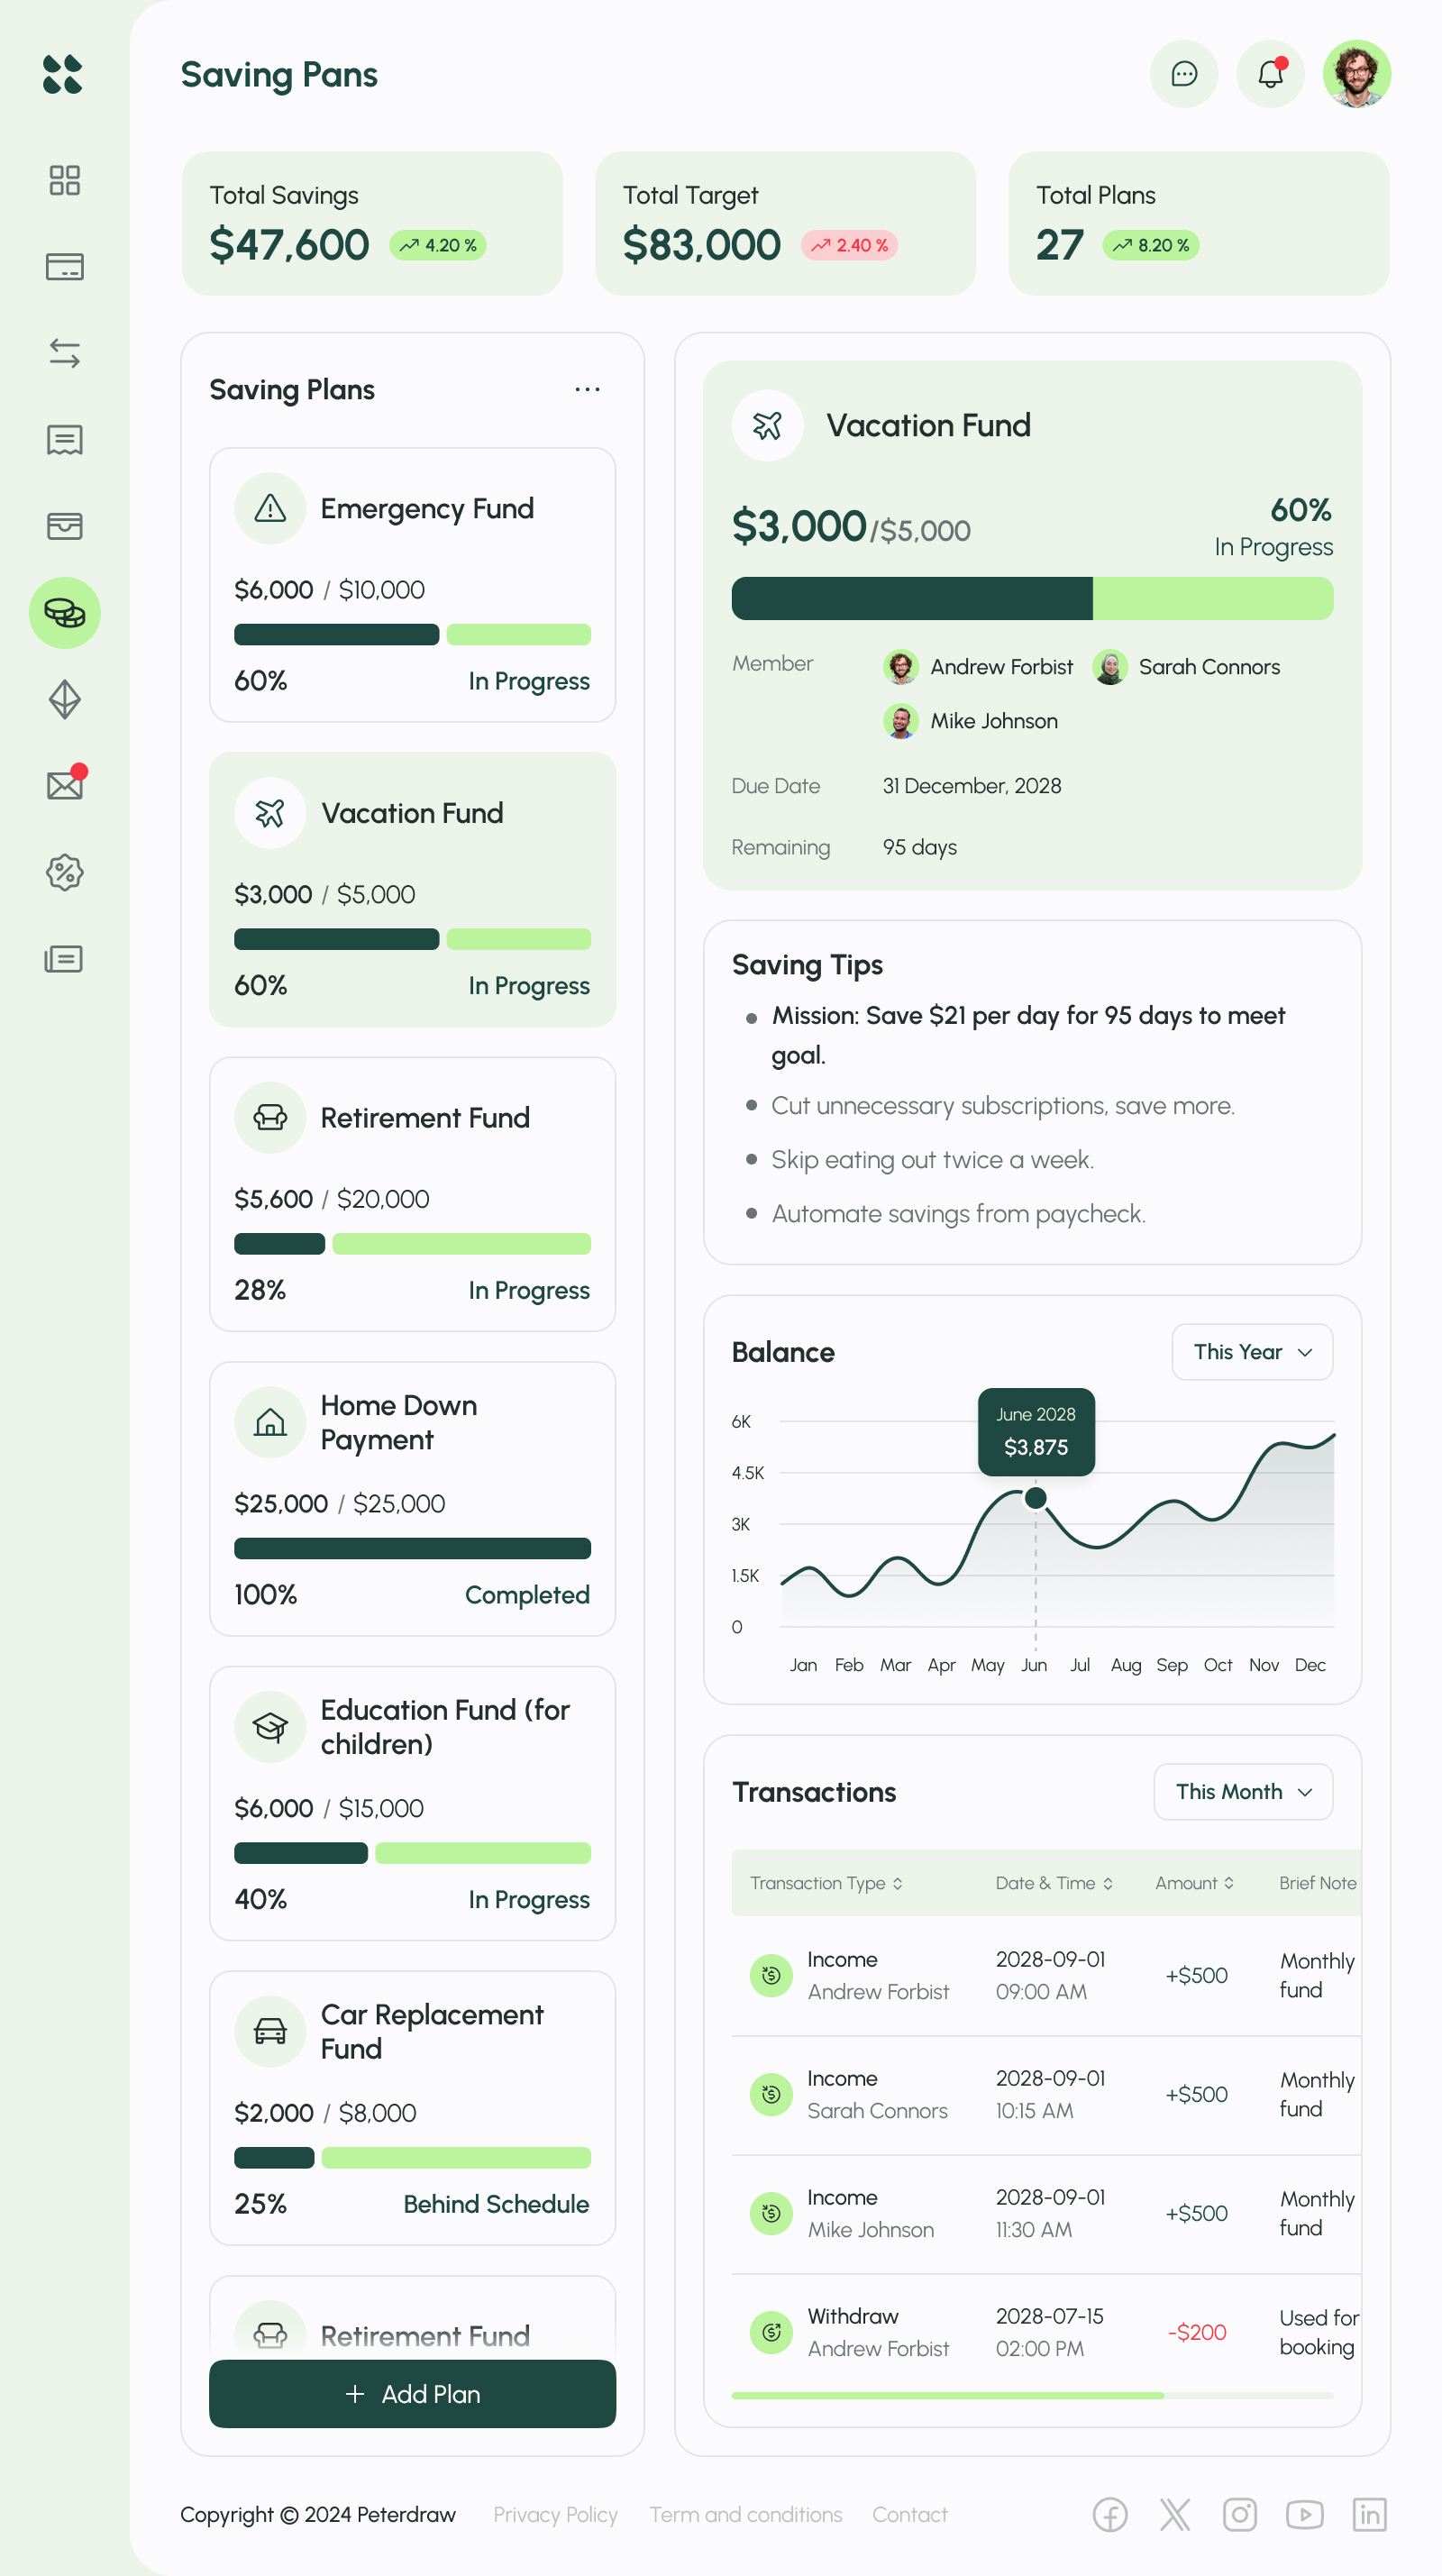 Saving Pans
Total Savings
$47,600 4.20 %
Total Target
$83,000 2.40 %
Total Plans
27 8.20 %
Saving Plans
Emergency Fund
$6,000 / $10,000
60% In Progress
Vacation Fund
$3,000 / $5,000
60% In Progress
Retirement Fund
$5,600 / $20,000
28% In Progress
Home Down
Payment
$25,000 / $25,000
100% Completed
Education Fund (for
children)
$6,000 / $15,000
40% In Progress
Car Replacement
Fund
$2,000 / $8,000
25% Behind Schedule
Retirement Fund
Add Plan
Vacation Fund
$3,000/$5,000
60%
In Progress
Member Andrew Forbist Sarah Connors
Mike Johnson
Due Date 31 December, 2028
Remaining 95 days
Saving Tips
Mission: Save $21 per day for 95 days to meet
goal.
Cut unnecessary subscriptions, save more.
Skip eating out twice a week.
Automate savings from paycheck.
Balance This Year
June 2028
$3,875
6K
4.5K
3K
1.5K
0
Jan Feb Mar Apr May Jun Jul Aug Sep Oct Nov Dec
Transactions This Month
Transaction Type Date & Time Amount Brief Note
Income 2028-09-01 +$500 Monthly
Andrew Forbist 09:00 AM fund
Income 2028-09-01 +$500 Monthly
Sarah Connors 10:15 AM fund
Income 2028-09-01 +$500 Monthly
Mike Johnson 11:30 AM fund
Withdraw 2028-07-15 -$200 Used for
Andrew Forbist 02:00 PM booking
Copyright © 2024 Peterdraw Privacy Policy Term and conditions Contact